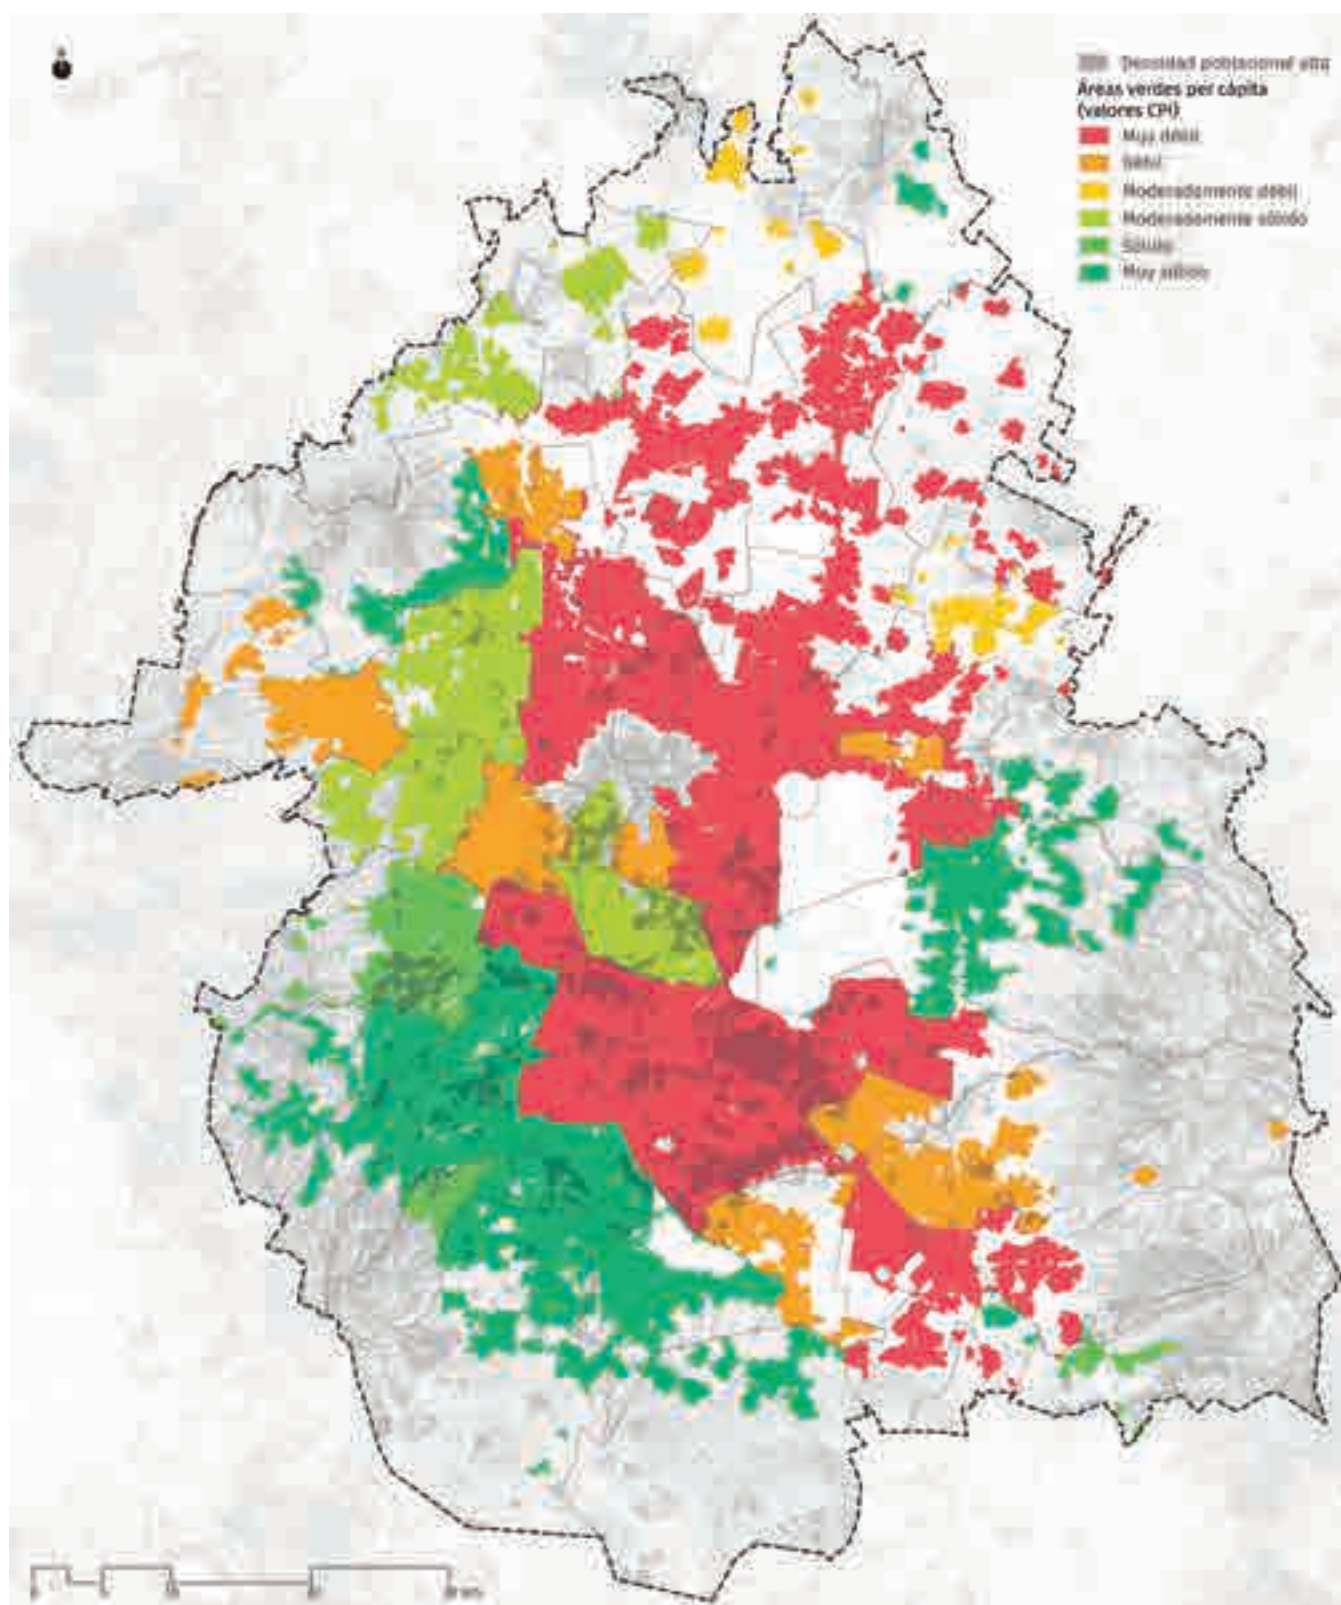 Densidad poblacional alta
Áreas verdes per cápita
(valores CPI)
Muy débil
Débil
Moderadamente débil
Moderadamente sólido
Sólido
Muy sólido